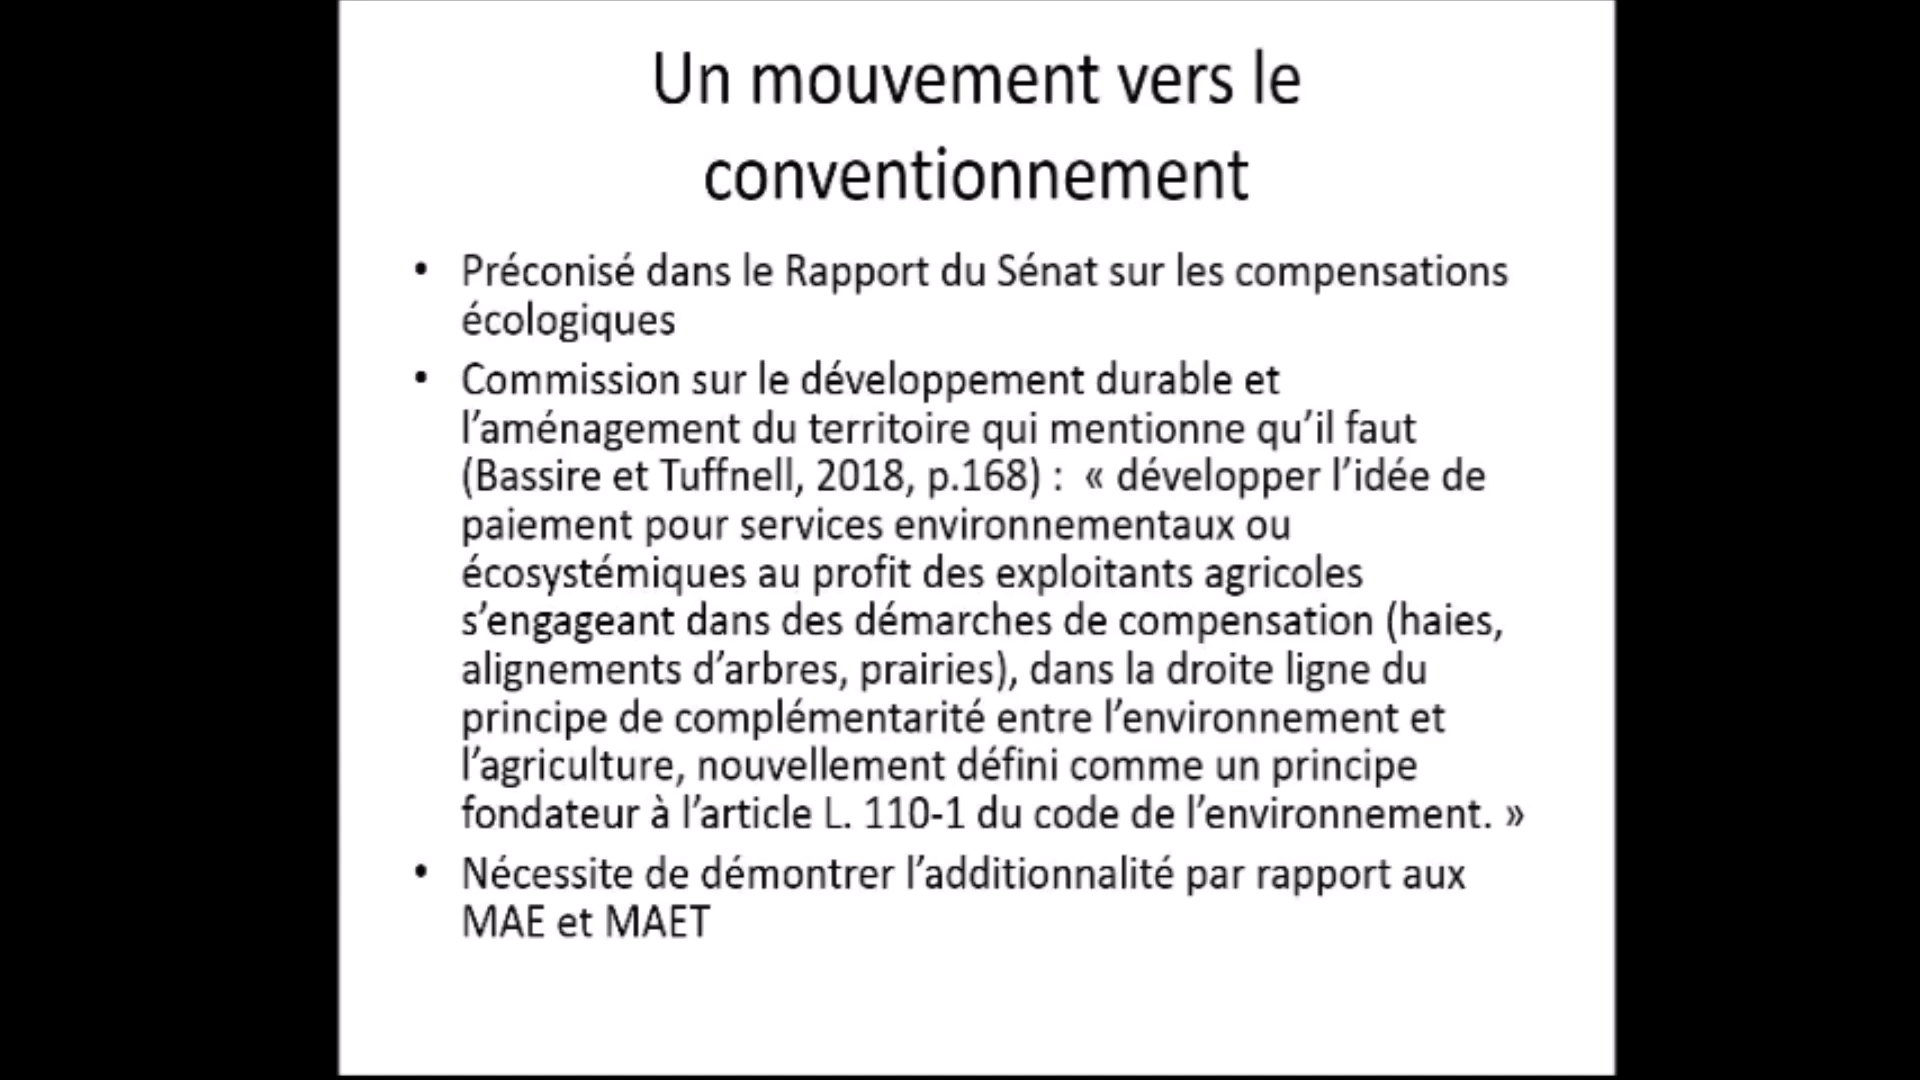 Un mouvement vers le
conventionnement
• Préconisé dans le Rapport du Sénat sur les compensations
écologiques
• Commission sur le développement durable et
l’aménagement du territoire qui mentionne qu’il faut
(Bassire et Tuffnell, 2018, p.168) :  « développer l’idée de
paiement pour services environnementaux ou
écosystémiques au profit des exploitants agricoles
s’engageant dans des démarches de compensation (haies,
alignements d’arbres, prairies), dans la droite ligne du
principe de complémentarité entre l’environnement et
l’agriculture, nouvellement défini comme un principe
fondateur à l’article L. 110-1 du code de l’environnement. »
• Nécessite de démontrer l’additionnalité par rapport aux
MAE et MAET